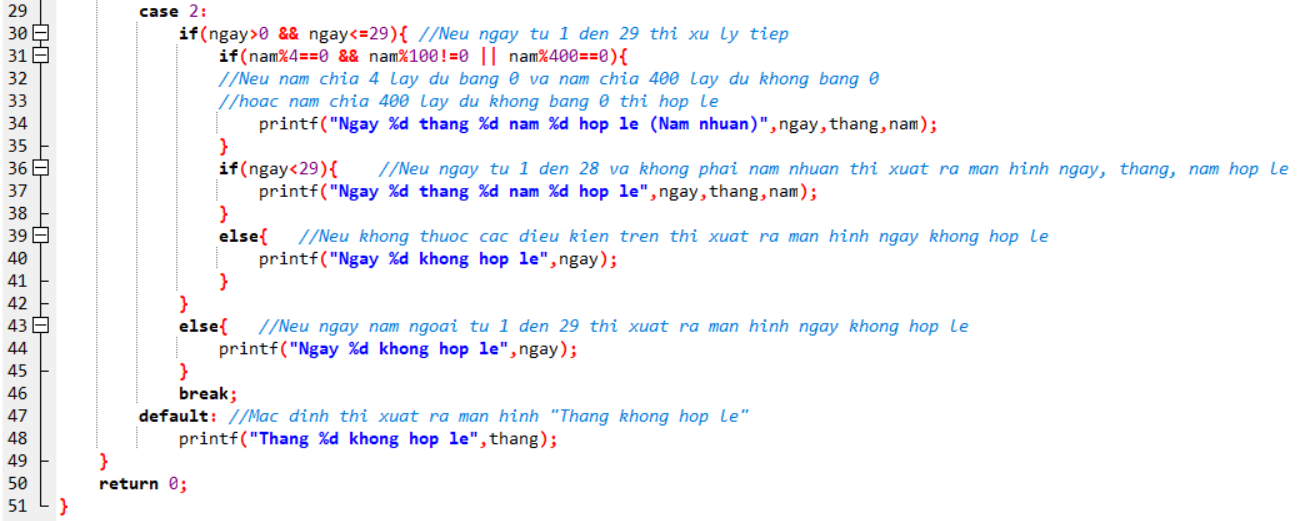 29 case 2:
30 if(ngay>0 && ngay<=29){ //Neu ngay tu 1 den 29 thi xu ly tiep
31 if(nam%4==0 && nam%100!=0 || nam%400==0){
32 //Neu nam chia 4 lay du bang 0 va nam chia 400 lay du khong bang 0
33 //hoac nam chia 400 lay du khong bang 0 thi hop le
34 printf("Ngay %d thang %d nam %d hop le (Nam nhuan)",ngay,thang,nam);
35 }
36 if(ngay<29){ //Neu ngay tu 1 den 28 va khong phai nam nhuan thi xuat ra man hinh ngay, thang, nam hop le
37 printf("Ngay %d thang %d nam %d hop le",ngay,thang,nam);
38 }
39 else{ //Neu khong thuoc cac dieu kien tren thi xuat ra man hinh ngay khong hop le
40 printf("Ngay %d khong hop le",ngay);
41 }
42 }
43 else{ //Neu ngay nam ngoai tu 1 den 29 thi xuat ra man hinh ngay khong hop le
44 printf("Ngay %d khong hop le",ngay);
45 }
46 break;
47 default: //Mac dinh thi xuat ra man hinh "Thang khong hop le"
48 printf("Thang %d khong hop le",thang);
49 }
50 return 0;
51 }